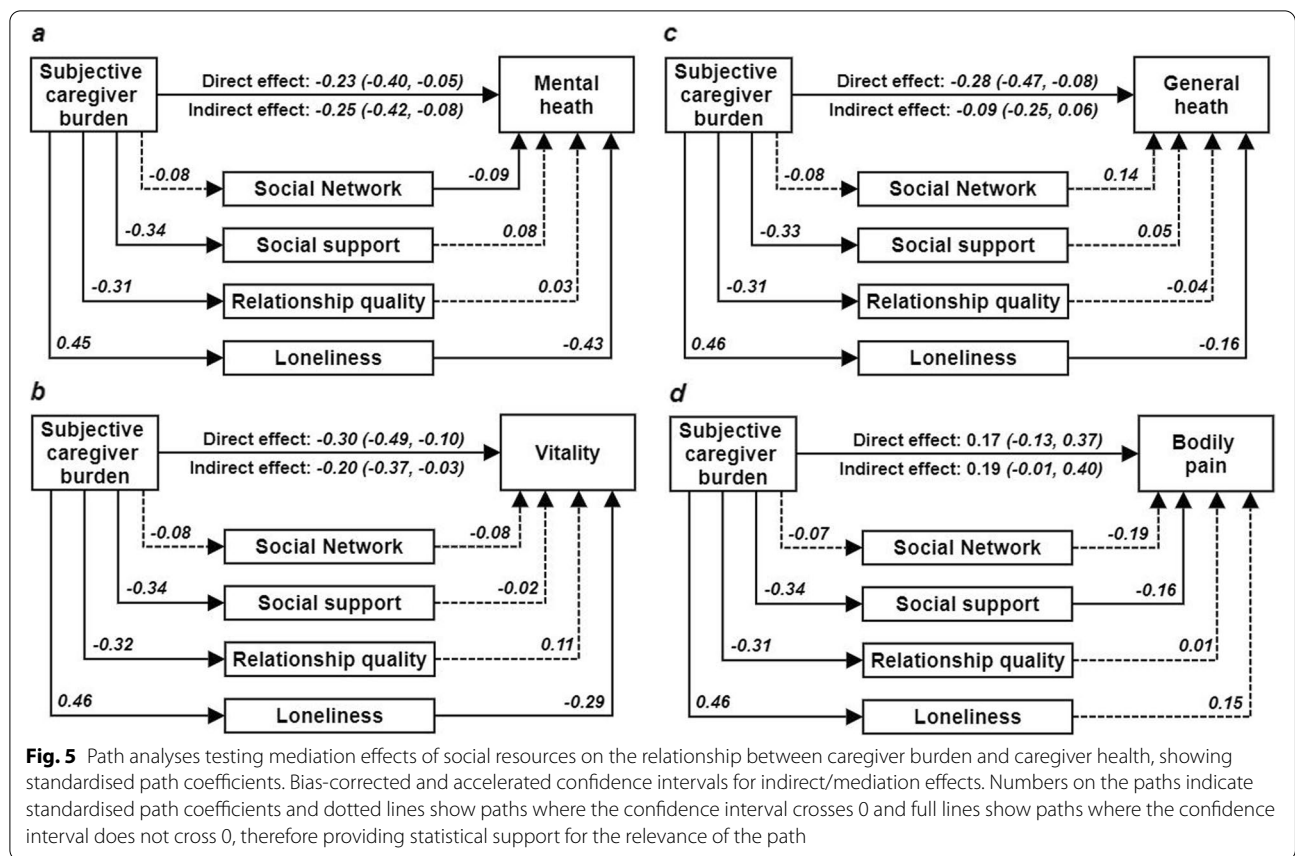 a
Subjective
caregiver
burden
Direct effect: -0.23 (-0.40, -0.05)
Indirect effect: -0.25 (-0.42, -0.08)
Mental
heath
-0.08
Social Network
-0.09
-0.34
Social support
0.08
-0.31
Relationship quality
0.03
0.45
Loneliness
-0.43
b
Subjective
caregiver
burden
Direct effect: -0.30 (-0.49, -0.10)
Indirect effect: -0.20 (-0.37, -0.03)
Vitality
-0.08
Social Network
-0.08
-0.34
Social support
-0.02
-0.32
Relationship quality
0.11
0.46
Loneliness
-0.29
c
Subjective
caregiver
burden
Direct effect: -0.28 (-0.47, -0.08)
Indirect effect: -0.09 (-0.25, 0.06)
General
heath
-0.08
Social Network
0.14
-0.33
Social support
0.05
-0.31
Relationship quality
-0.04
0.46
Loneliness
-0.16
d
Subjective
caregiver
burden
Direct effect: 0.17 (-0.13, 0.37)
Indirect effect: 0.19 (-0.01, 0.40)
Bodily
pain
-0.07
Social Network
-0.19
-0.34
Social support
-0.16
-0.31
Relationship quality
0.01
0.46
Loneliness
0.15
Fig. 5 Path analyses testing mediation effects of social resources on the relationship between caregiver burden and caregiver health, showing
standardised path coefficients. Bias-corrected and accelerated confidence intervals for indirect/mediation effects. Numbers on the paths indicate
standardised path coefficients and dotted lines show paths where the confidence interval crosses 0 and full lines show paths where the confidence
interval does not cross 0, therefore providing statistical support for the relevance of the path